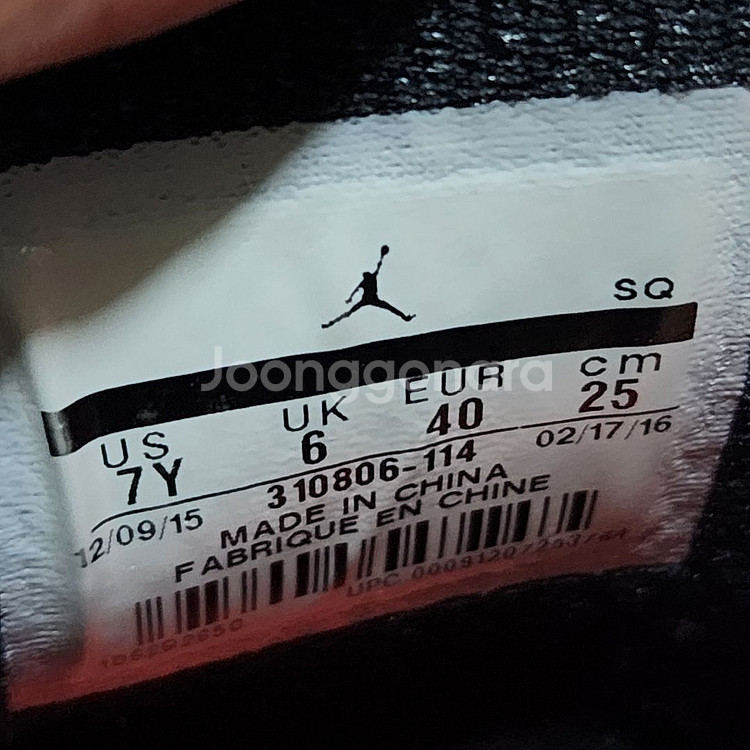 SQ
Joonggonara
US UK EUR cm
7Y 6 40 25
12/09/15 310806-114 02/17/16
MADE IN CHINA
FABRIQUE EN CHINE
UPC